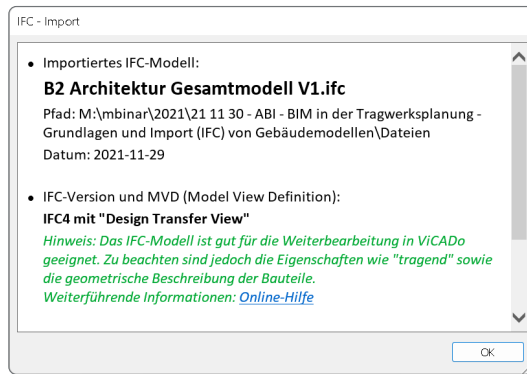 IFC - Import
• Importiertes IFC-Modell:
B2 Architektur Gesamtmodell V1.ifc
Pfad: M:\mbinar\2021\21 11 30 - ABI - BIM in der Tragwerksplanung -
Grundlagen und Import (IFC) von Gebäudemodellen\Dateien
Datum: 2021-11-29
• IFC-Version und MVD (Model View Definition):
IFC4 mit "Design Transfer View"
Hinweis: Das IFC-Modell ist gut für die Weiterbearbeitung in ViCADo
geeignet. Zu beachten sind jedoch die Eigenschaften wie "tragend" sowie
die geometrische Beschreibung der Bauteile.
Weiterführende Informationen: Online-Hilfe
OK